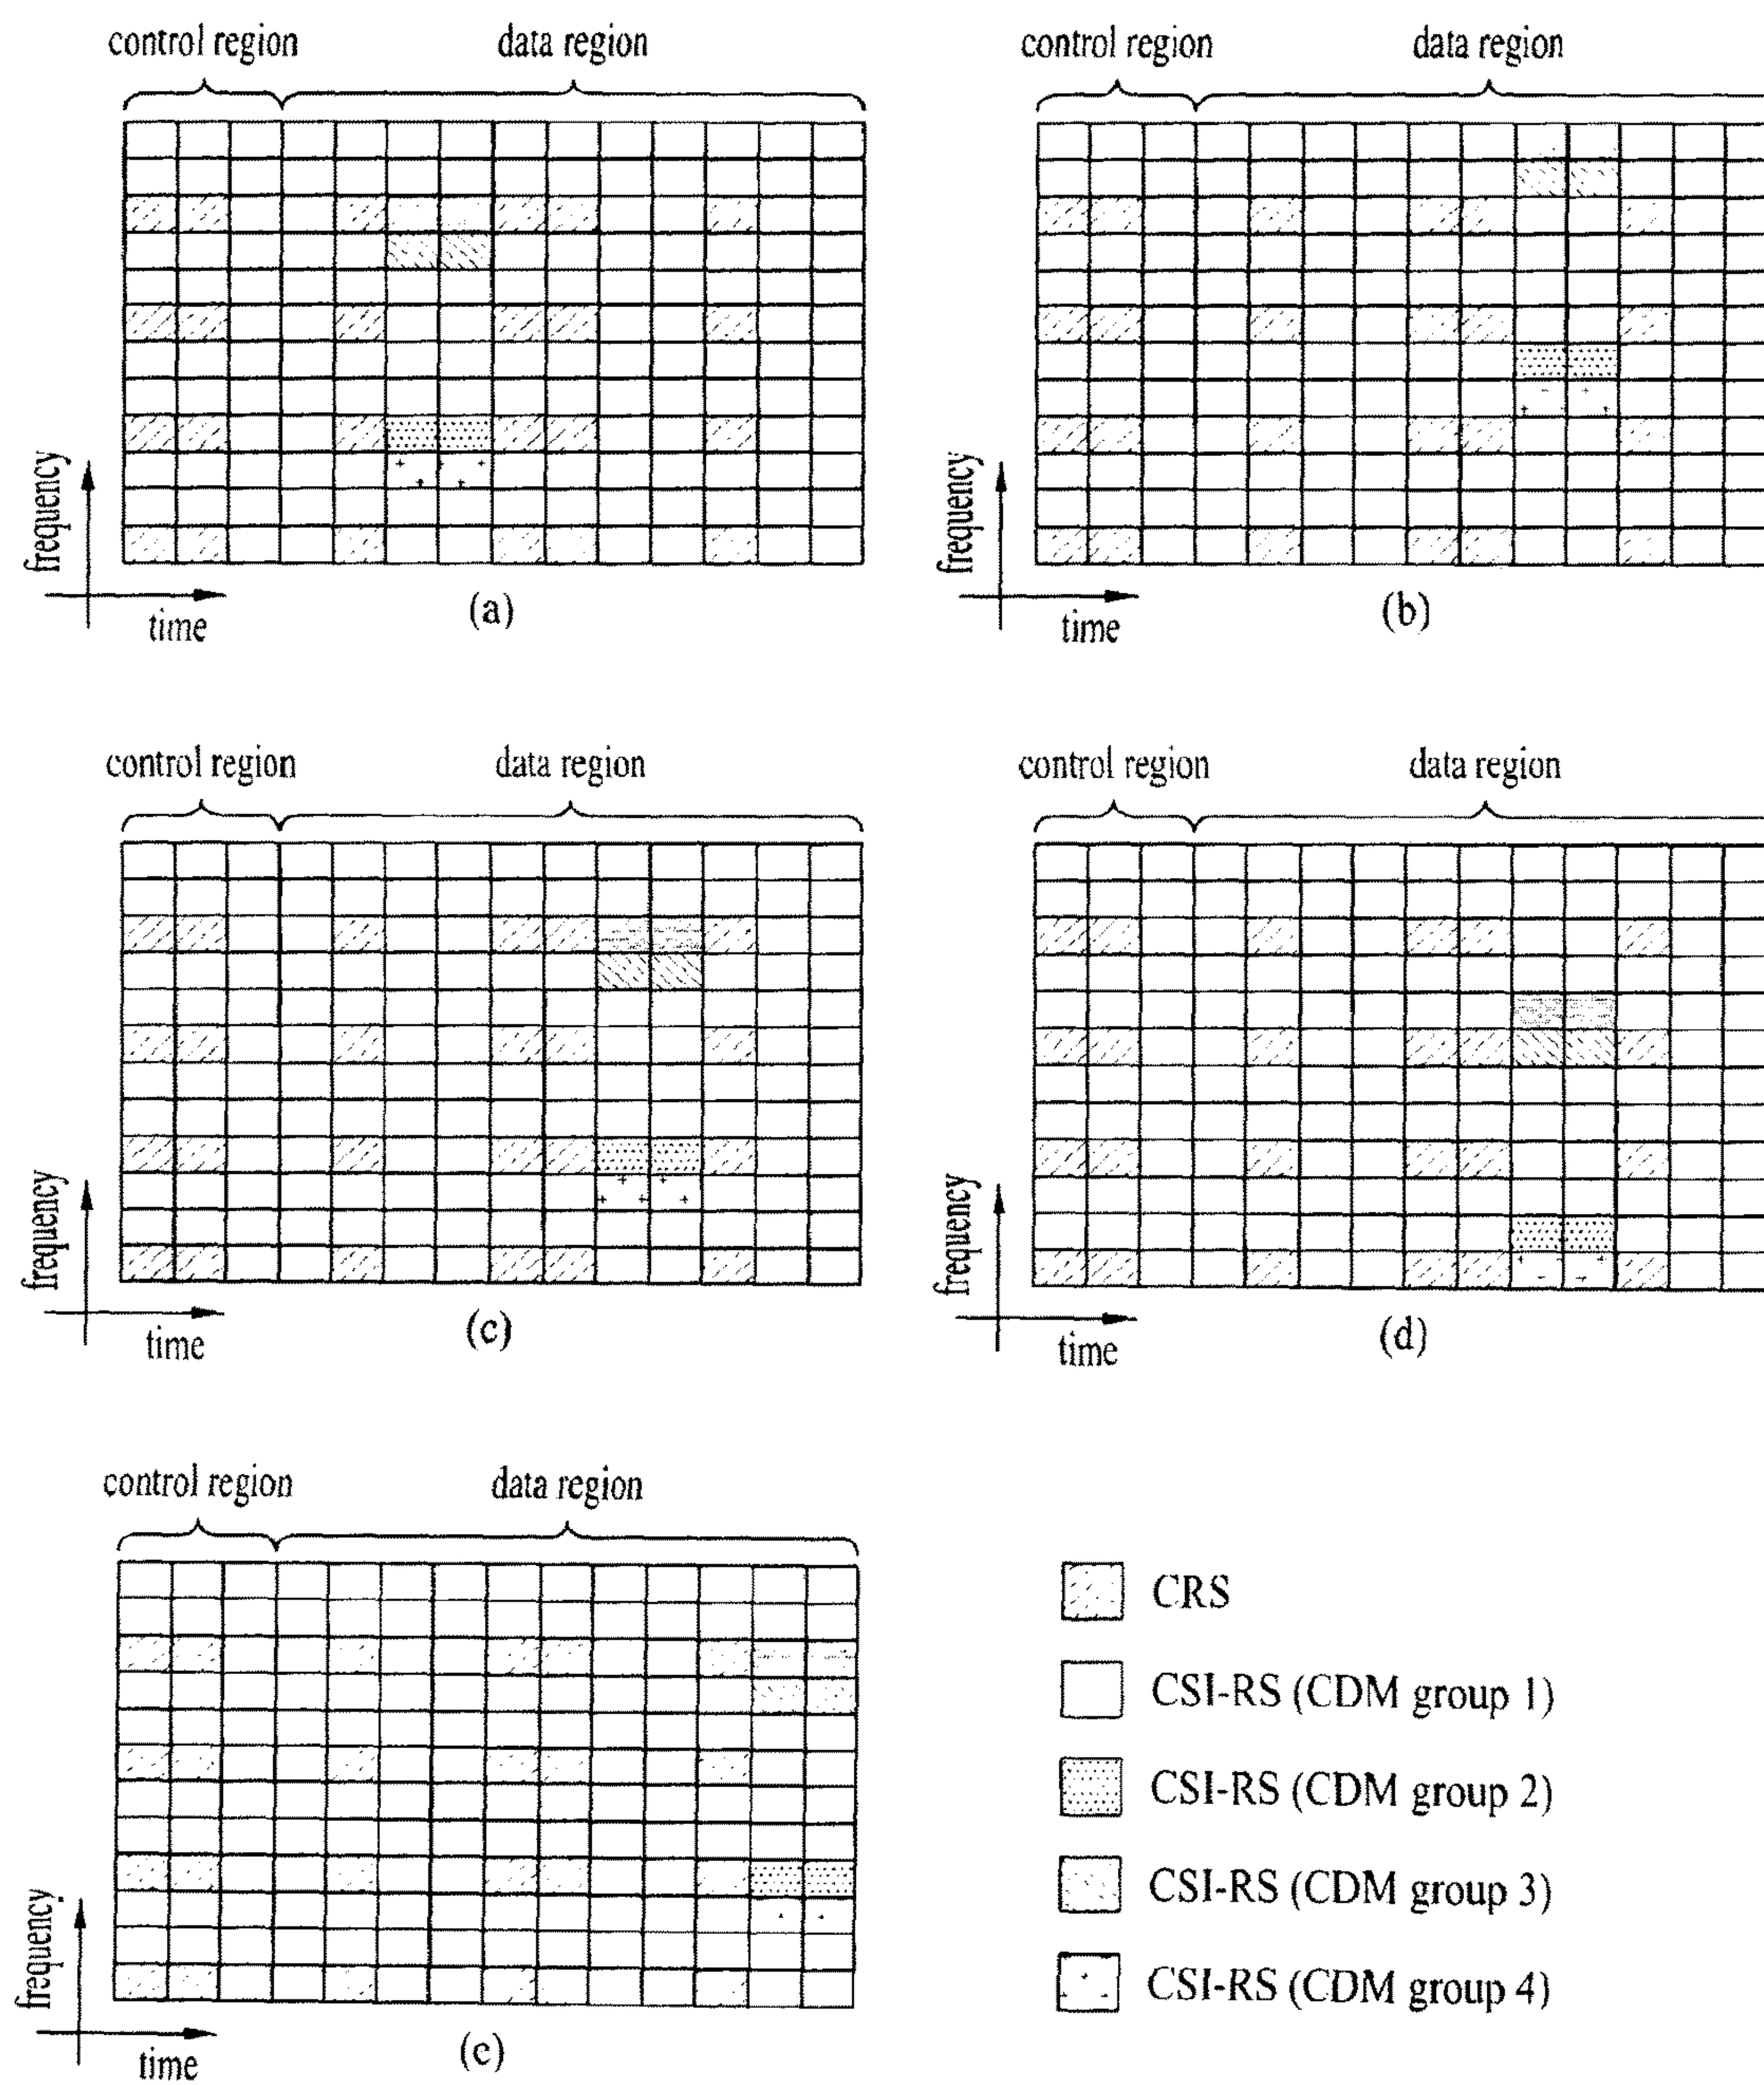 control region
data region
control region
data region
frequency
time
(a)
frequency
time
(b)
control region
data region
control region
data region
frequency
time
(c)
frequency
time
(d)
control region
data region
frequency
time
(e)
CRS
CSI-RS (CDM group 1)
CSI-RS (CDM group 2)
CSI-RS (CDM group 3)
CSI-RS (CDM group 4)